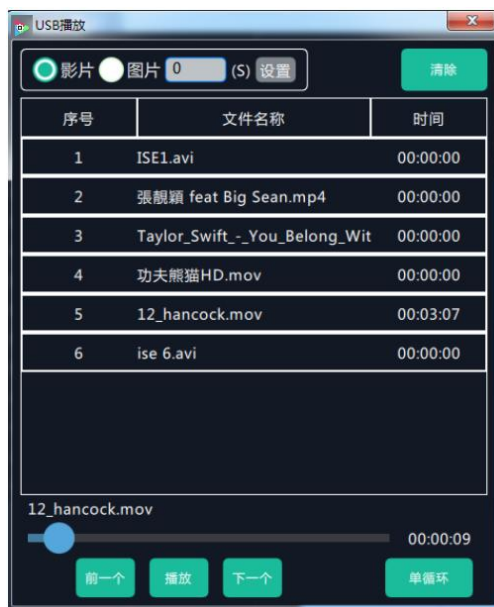 USB播放
影片 图片 0 (S) 设置 清除
序号 文件名称 时间
1 ISE1.avi 00:00:00
2 張靚穎 feat Big Sean.mp4 00:00:00
3 Taylor_Swift_-_You_Belong_Wit 00:00:00
4 功夫熊猫HD.mov 00:00:00
5 12_hancock.mov 00:03:07
6 ise 6.avi 00:00:00
12_hancock.mov
00:00:09
前一个 播放 下一个 单循环